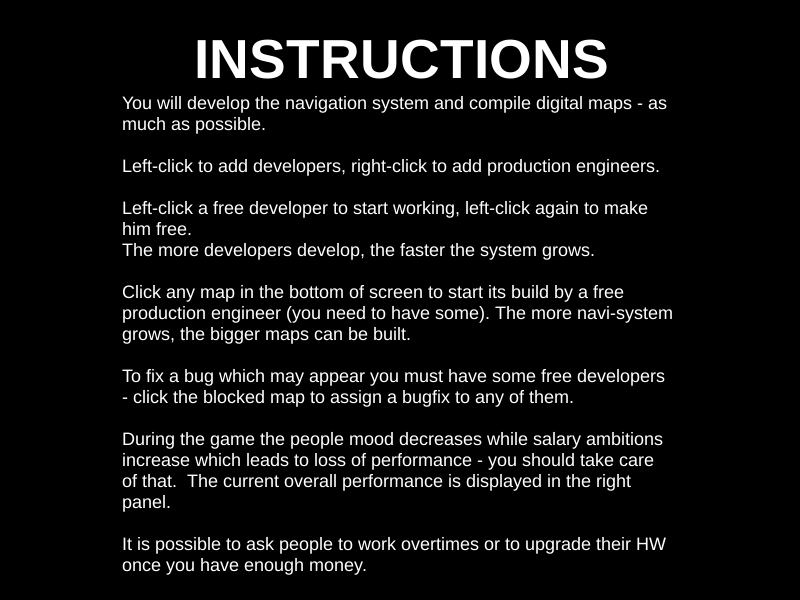 INSTRUCTIONS
You will develop the navigation system and compile digital maps - as
much as possible.
Left-click to add developers, right-click to add production engineers.
Left-click a free developer to start working, left-click again to make
him free.
The more developers develop, the faster the system grows.
Click any map in the bottom of screen to start its build by a free
production engineer (you need to have some). The more navi-system
grows, the bigger maps can be built.
To fix a bug which may appear you must have some free developers
- click the blocked map to assign a bugfix to any of them.
During the game the people mood decreases while salary ambitions
increase which leads to loss of performance - you should take care
of that.  The current overall performance is displayed in the right
panel.
It is possible to ask people to work overtimes or to upgrade their HW
once you have enough money.